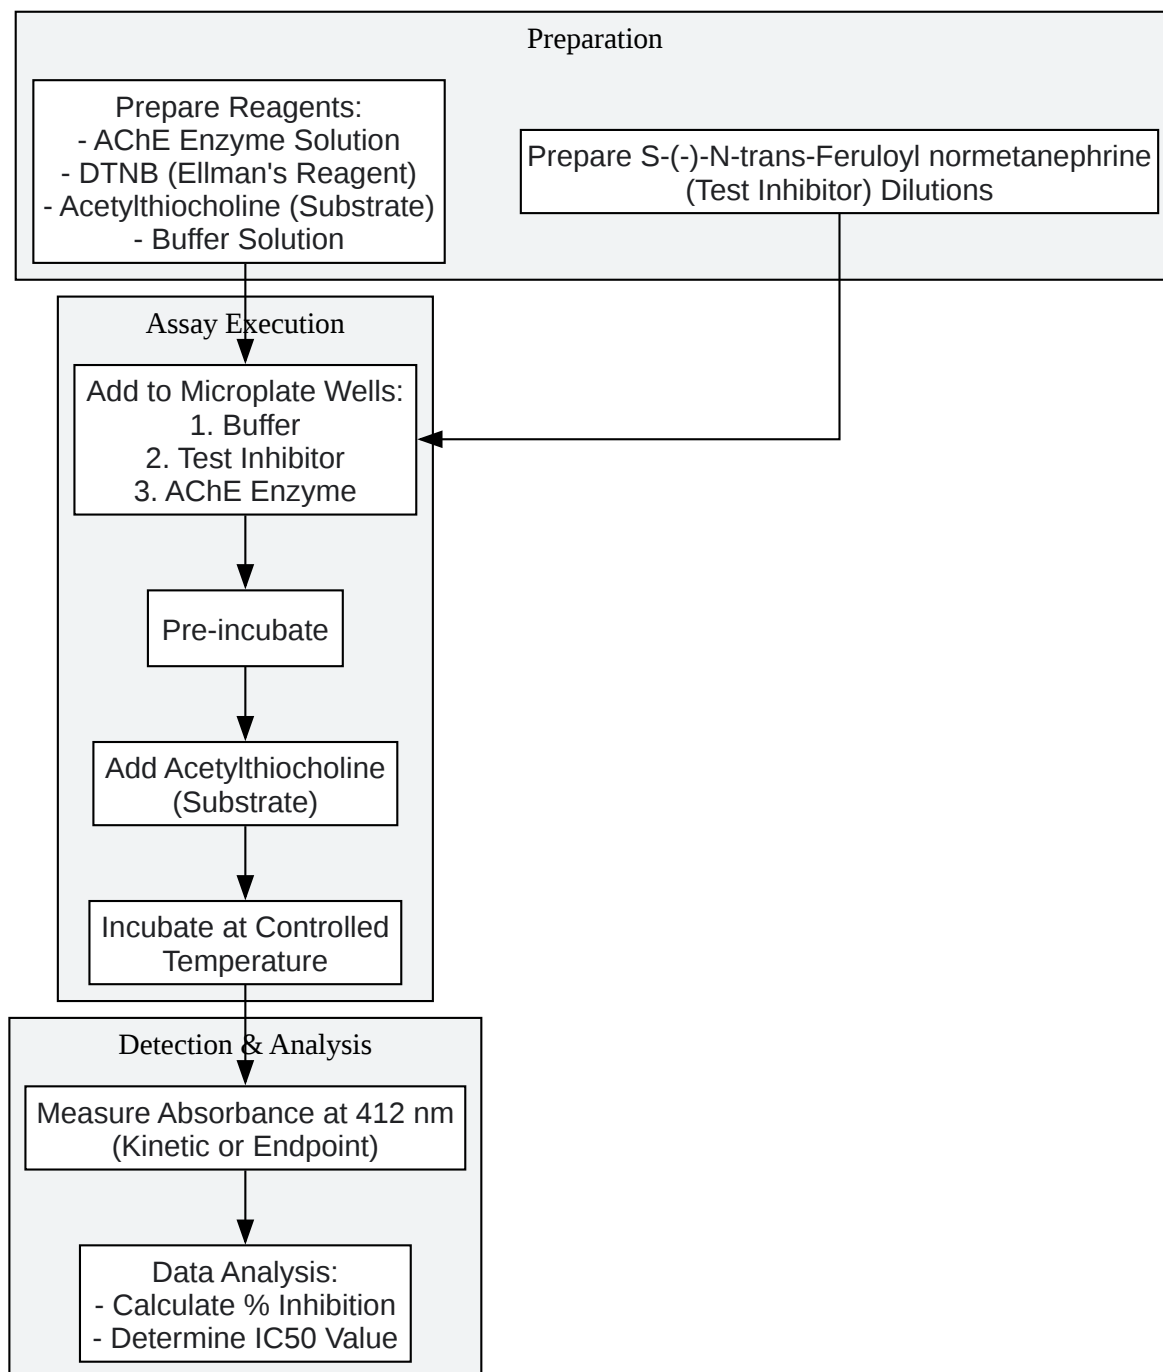 Preparation
Prepare Reagents:
- AChE Enzyme Solution
- DTNB (Ellman's Reagent)
- Acetylthiocholine (Substrate)
- Buffer Solution
Prepare S-(-)-N-trans-Feruloyl normetanephrine
(Test Inhibitor) Dilutions
Assay Execution
Add to Microplate Wells:
1. Buffer
2. Test Inhibitor
3. AChE Enzyme
Pre-incubate
Add Acetylthiocholine
(Substrate)
Incubate at Controlled
Temperature
Detection & Analysis
Measure Absorbance at 412 nm
(Kinetic or Endpoint)
Data Analysis:
- Calculate % Inhibition
- Determine IC50 Value